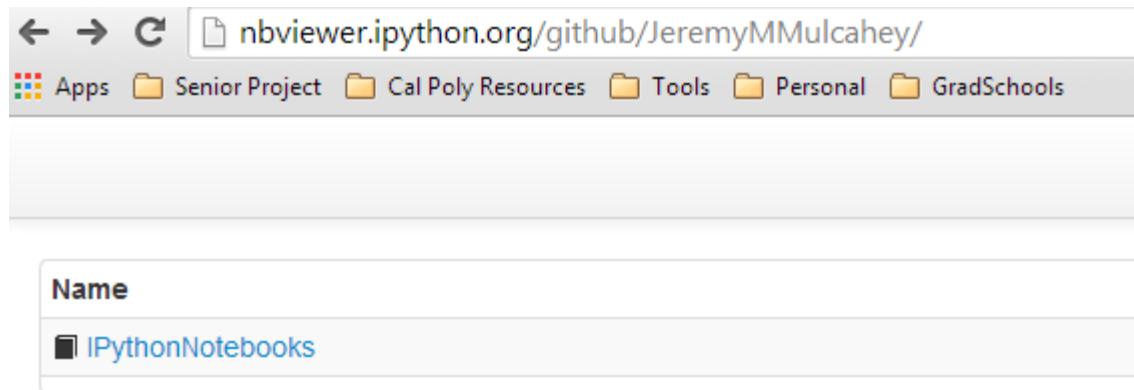 nbviewer.ipython.org/github/JeremyMMulcahey/
Apps Senior Project Cal Poly Resources Tools Personal GradSchools
Name
IPythonNotebooks